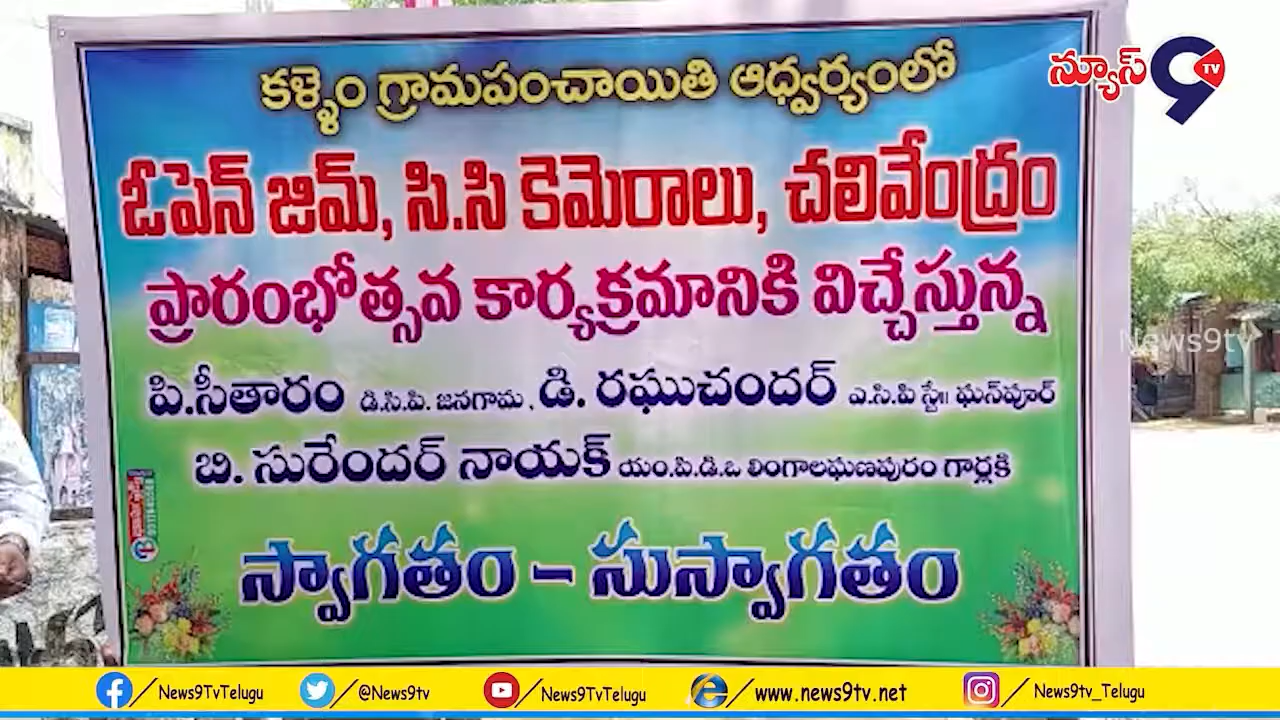 కళ్ళెం గ్రామపంచాయితి ఆధ్వర్యంలో
ఓపెన్ జిమ్, సి.సి కెమెరాలు, చలివేంద్రం
ప్రారంభోత్సవ కార్యక్రమానికి విచ్చేస్తున్న
పి.సీతారం డి.సి.పి. జనగామ, డి. రఘుచందర్ ఎ.సి.పి స్టే॥ ఘన్‌పూర్
బి. సురేందర్ నాయక్ యం.పి.డి.ఒ లింగాలఘణపురం గార్లకి
స్వాగతం – సుస్వాగతం
న్యూస్ 9 TV
News9tv
/News9TvTelugu /@News9tv /News9TvTelugu /www.news9tv.net /News9tv_Telugu